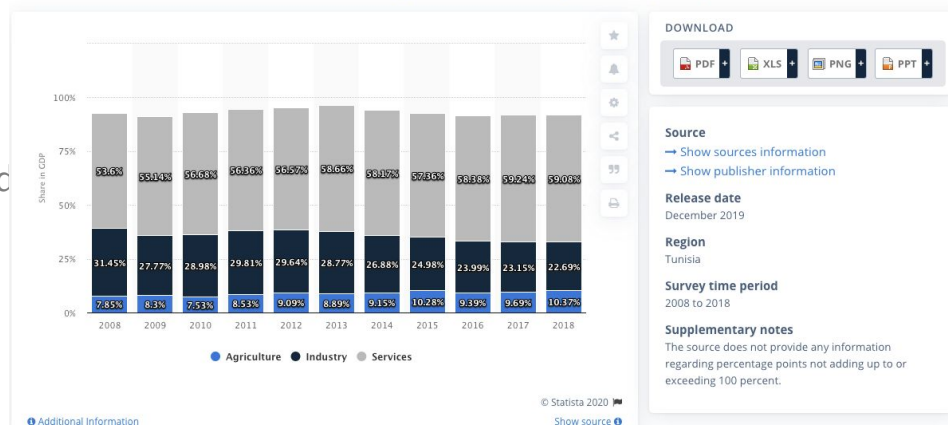 DOWNLOAD
PDF +
XLS +
PNG +
PPT +
100%
75%
50%
25%
0%
Share in GDP
53.6% 55.14% 56.68% 56.36% 56.57% 58.66% 58.17% 57.36% 58.38% 59.24% 59.08%
31.45% 27.77% 28.98% 29.81% 29.64% 28.77% 26.88% 24.98% 23.99% 23.15% 22.69%
7.85% 8.3% 7.53% 8.53% 9.09% 8.89% 9.15% 10.28% 9.39% 9.69% 10.37%
2008 2009 2010 2011 2012 2013 2014 2015 2016 2017 2018
Agriculture Industry Services
© Statista 2020
Additional Information
Show source
Source
→ Show sources information
→ Show publisher information
Release date
December 2019
Region
Tunisia
Survey time period
2008 to 2018
Supplementary notes
The source does not provide any information
regarding percentage points not adding up to or
exceeding 100 percent.